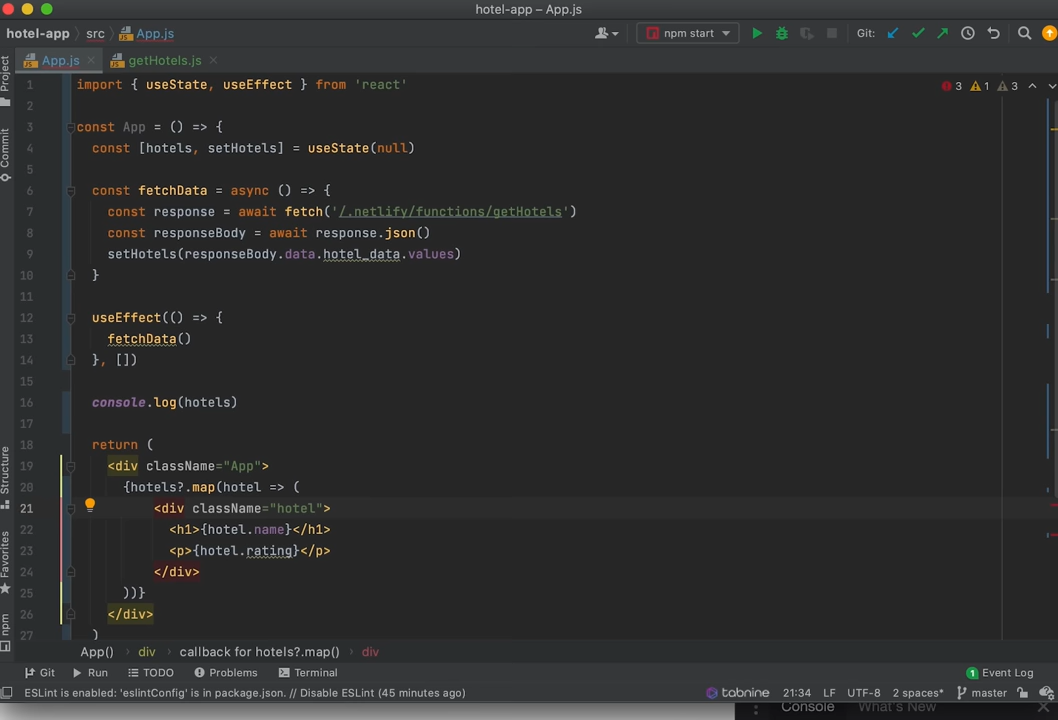 hotel-app – App.js
hotel-app src App.js npm start Git:
App.js getHotels.js
Project
Commit
Structure
Favorites
npm
3 1 3
1 import { useState, useEffect } from 'react'
2
3 const App = () => {
4 const [hotels, setHotels] = useState(null)
5
6 const fetchData = async () => {
7 const response = await fetch('/.netlify/functions/getHotels')
8 const responseBody = await response.json()
9 setHotels(responseBody.data.hotel_data.values)
10 }
11
12 useEffect(() => {
13 fetchData()
14 }, [])
15
16 console.log(hotels)
17
18 return (
19 <div className="App">
20 {hotels?.map(hotel => (
21 <div className="hotel">
22 <h1>{hotel.name}</h1>
23 <p>{hotel.rating}</p>
24 </div>
25 ))}
26 </div>
27 )
App() div callback for hotels?.map() div
Git Run TODO Problems Terminal 1 Event Log
ESLint is enabled: 'eslintConfig' is in package.json. // Disable ESLint (45 minutes ago) tabnine 21:34 LF UTF-8 2 spaces* master
Console What's New